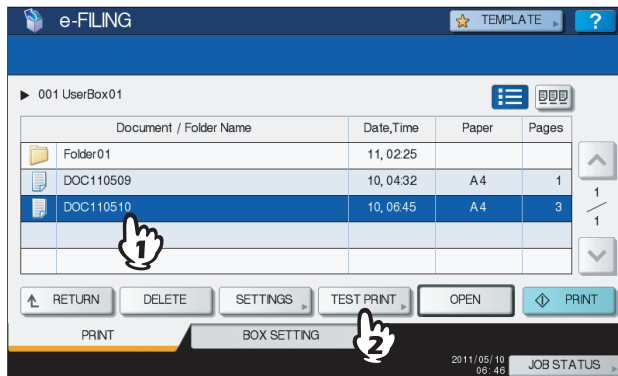 e-FILING
TEMPLATE
?
001 UserBox01
Document / Folder Name Date,Time Paper Pages
Folder01 11, 02:25
DOC110509 10, 04:32 A4 1
DOC110510 10, 06:45 A4 3
1
1
1
RETURN DELETE SETTINGS TEST PRINT OPEN PRINT
2
PRINT BOX SETTING
2011/05/10
06:46
JOB STATUS